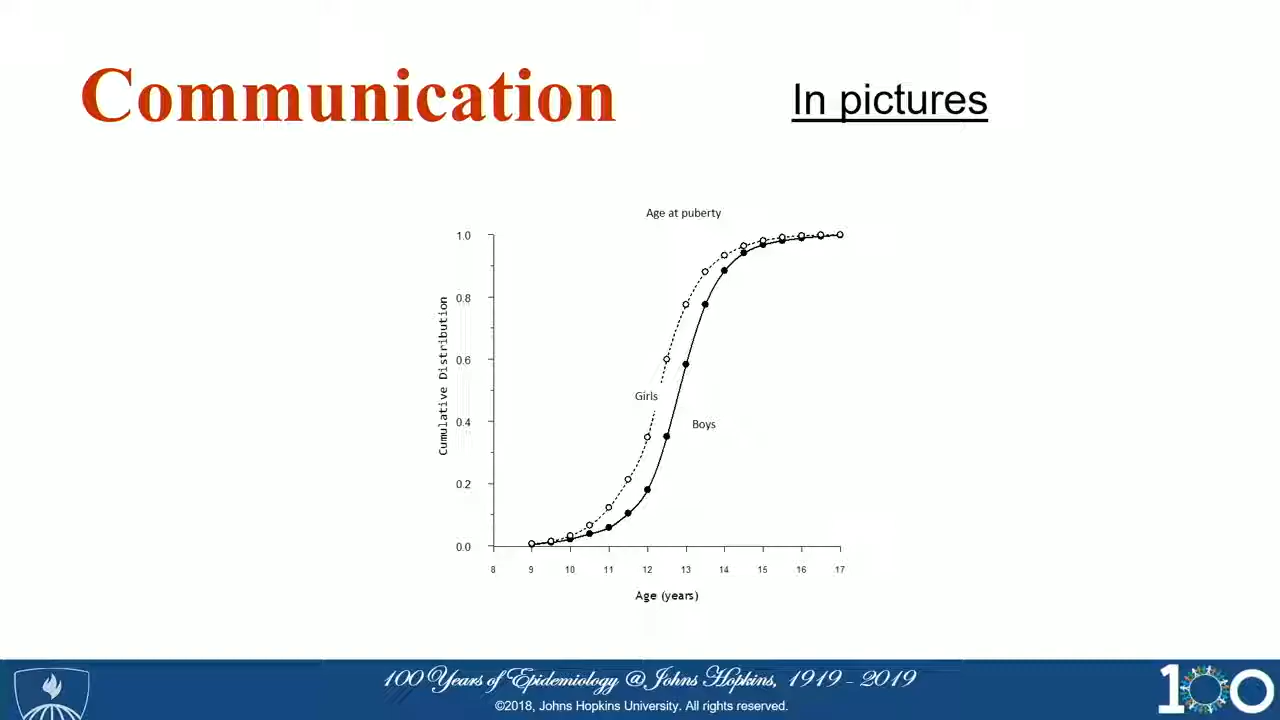 Communication
In pictures
Age at puberty
1.0
0.8
0.6
0.4
0.2
0.0
Cumulative Distribution
Girls
Boys
8 9 10 11 12 13 14 15 16 17
Age (years)
100 Years of Epidemiology @ Johns Hopkins, 1919 - 2019
©2018, Johns Hopkins University. All rights reserved.
100